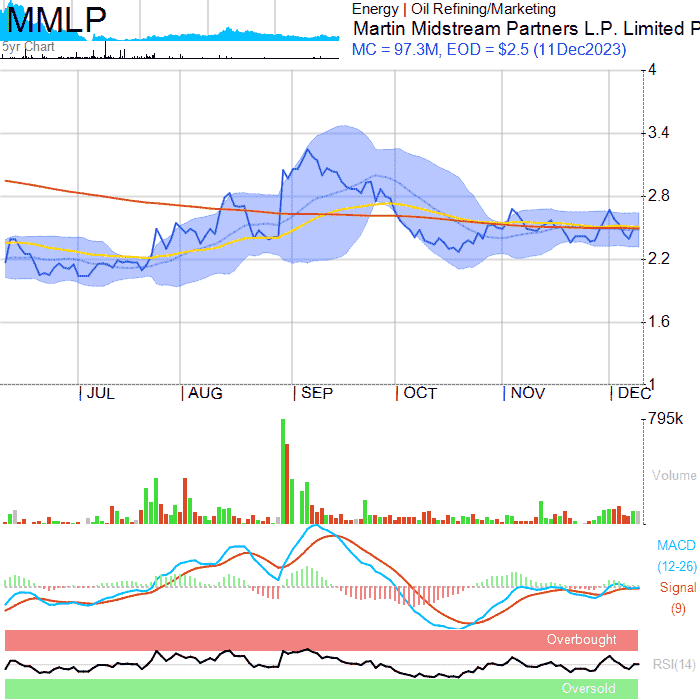 MMLP
5yr Chart
Energy | Oil Refining/Marketing
Martin Midstream Partners L.P. Limited P
MC = 97.3M, EOD = $2.5 (11Dec2023)
4
3.4
2.8
2.2
1.6
1
| JUL | AUG | SEP | OCT | NOV | DEC
795k
Volume
MACD
(12-26)
Signal
(9)
Overbought
RSI(14)
Oversold